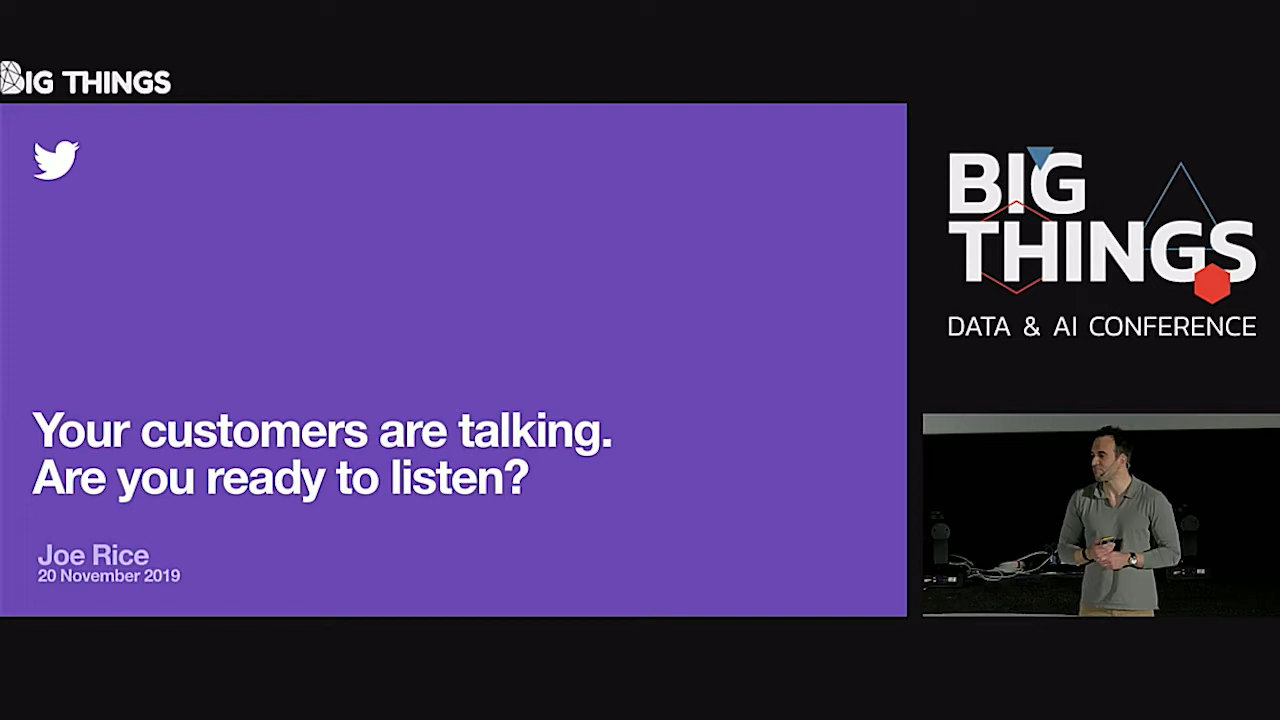 BIG THINGS
Your customers are talking.
Are you ready to listen?
Joe Rice
20 November 2019
BIG
THINGS
DATA & AI CONFERENCE